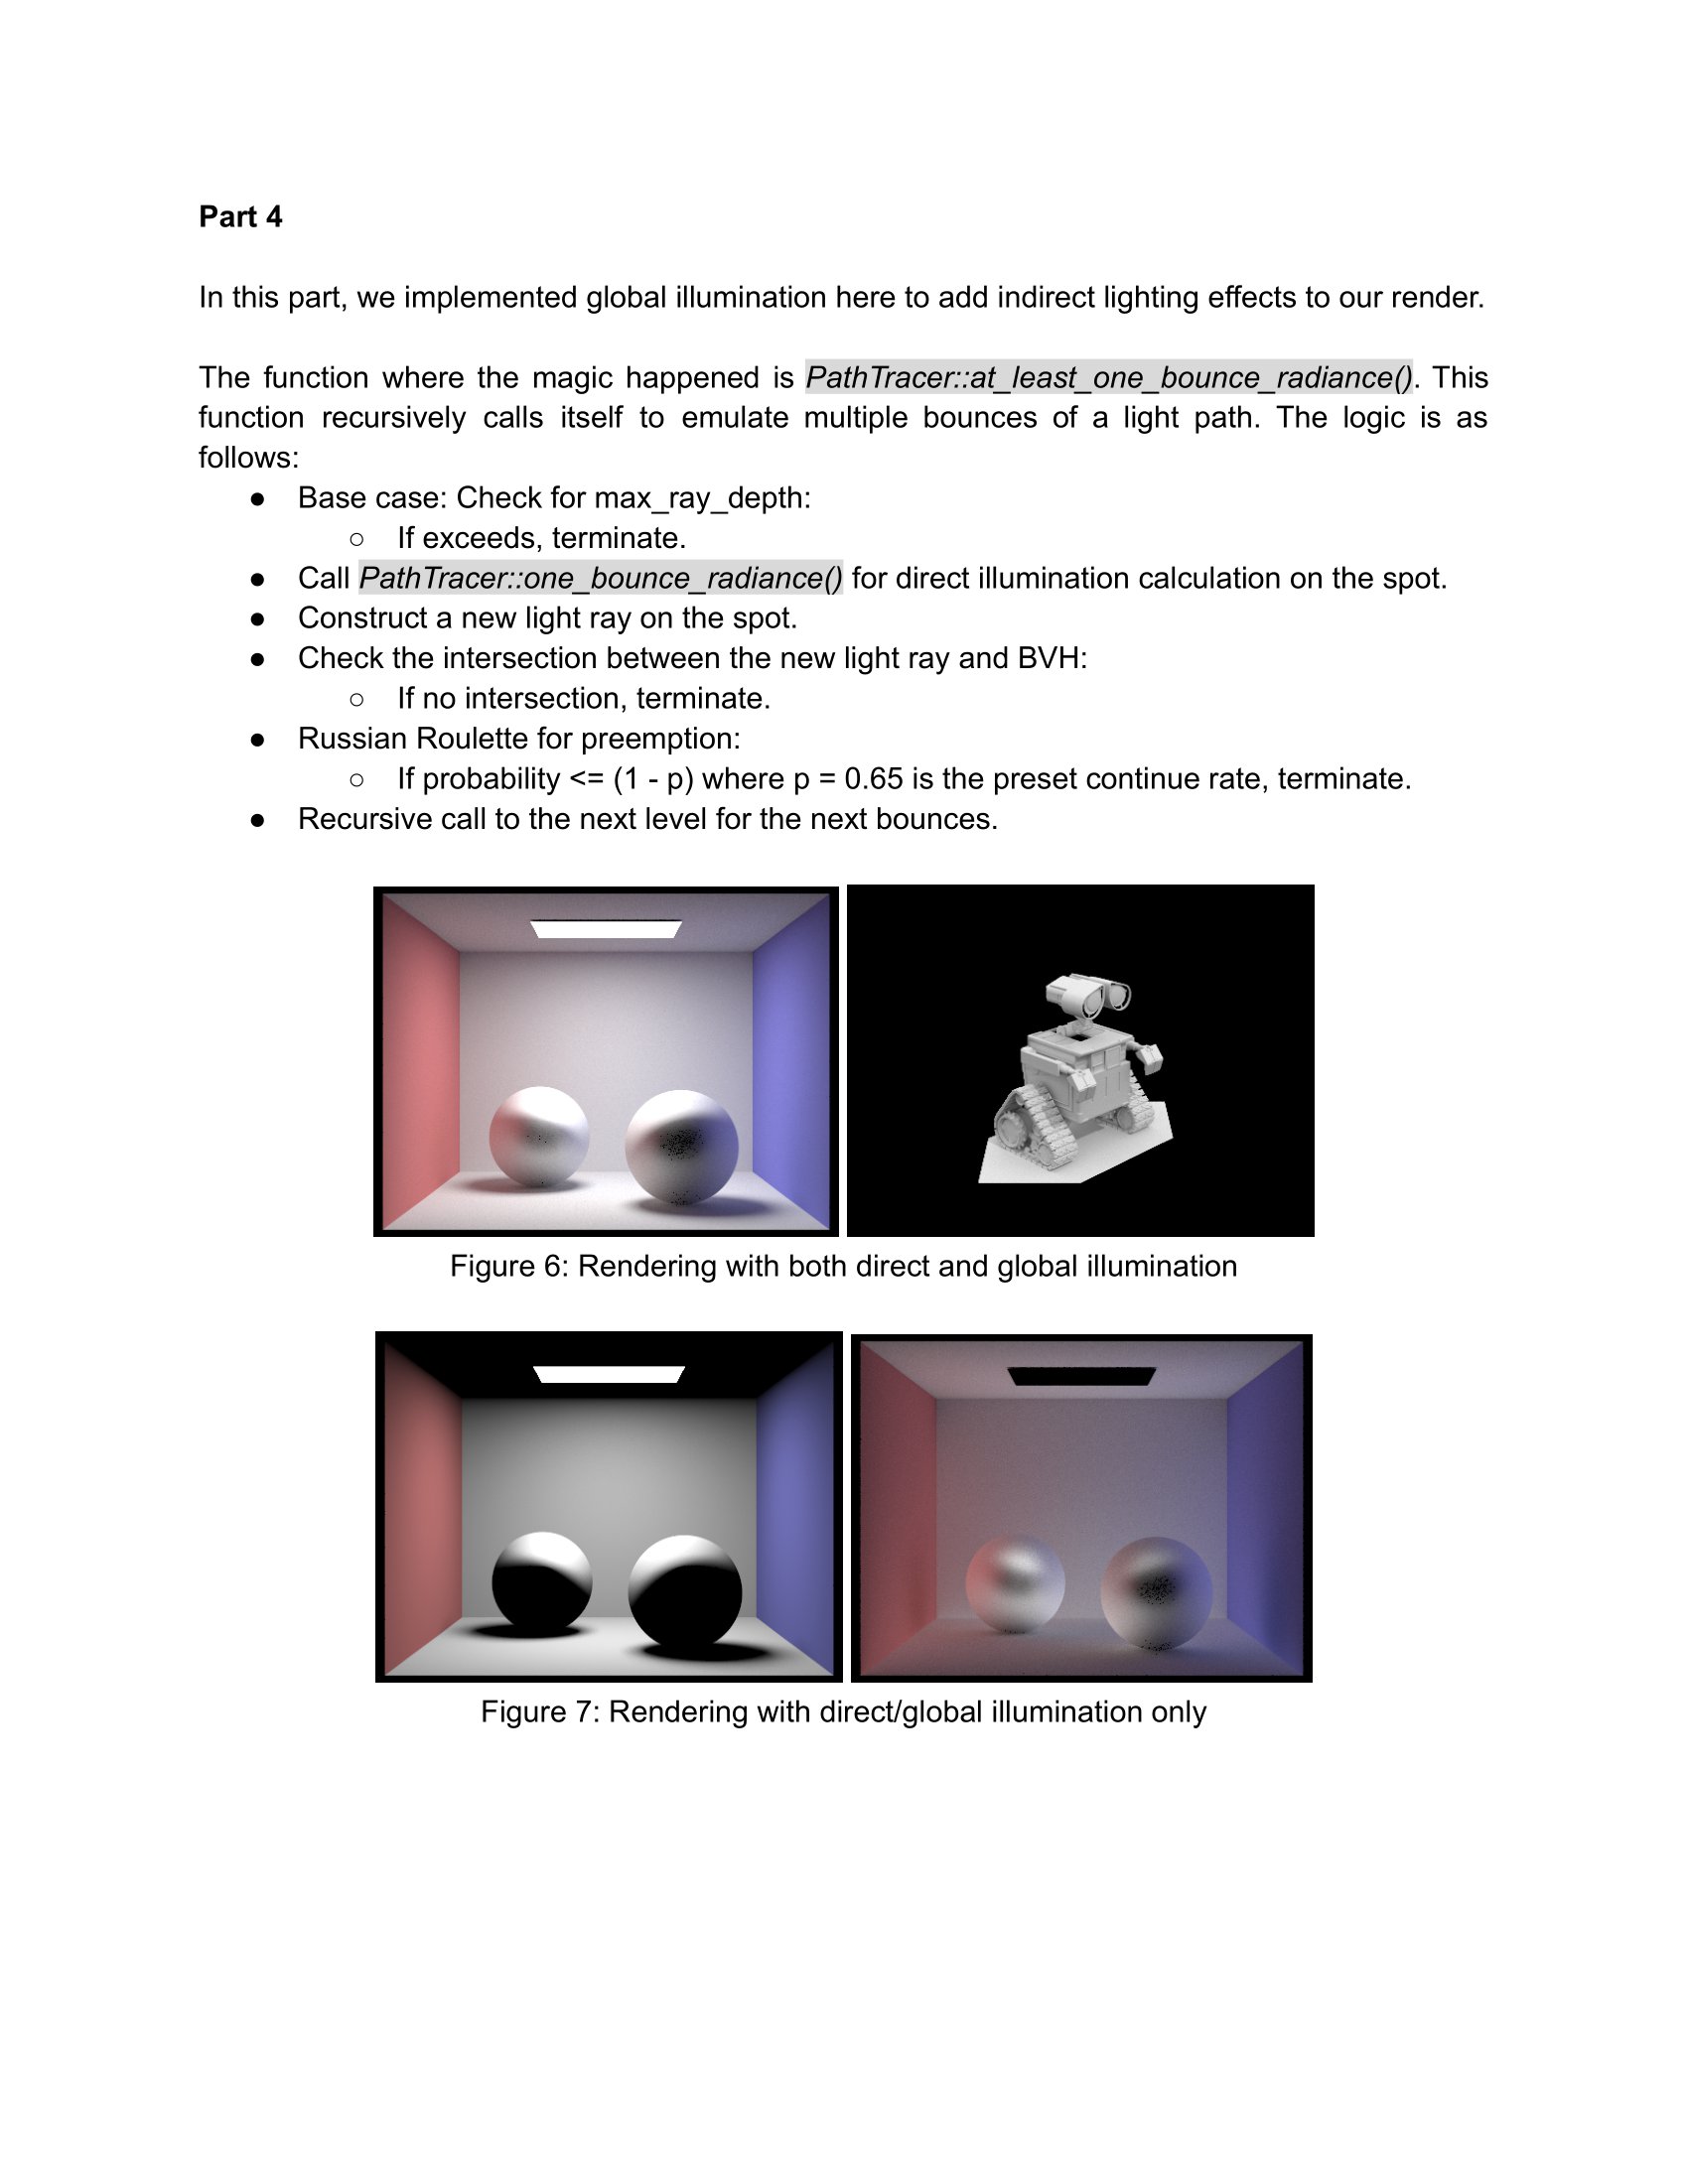 Part 4
In this part, we implemented global illumination here to add indirect lighting effects to our render.
The function where the magic happened is PathTracer::at_least_one_bounce_radiance(). This
function recursively calls itself to emulate multiple bounces of a light path. The logic is as
follows:
● Base case: Check for max_ray_depth:
○ If exceeds, terminate.
● Call PathTracer::one_bounce_radiance() for direct illumination calculation on the spot.
● Construct a new light ray on the spot.
● Check the intersection between the new light ray and BVH:
○ If no intersection, terminate.
● Russian Roulette for preemption:
○ If probability <= (1 - p) where p = 0.65 is the preset continue rate, terminate.
● Recursive call to the next level for the next bounces.
Figure 6: Rendering with both direct and global illumination
Figure 7: Rendering with direct/global illumination only